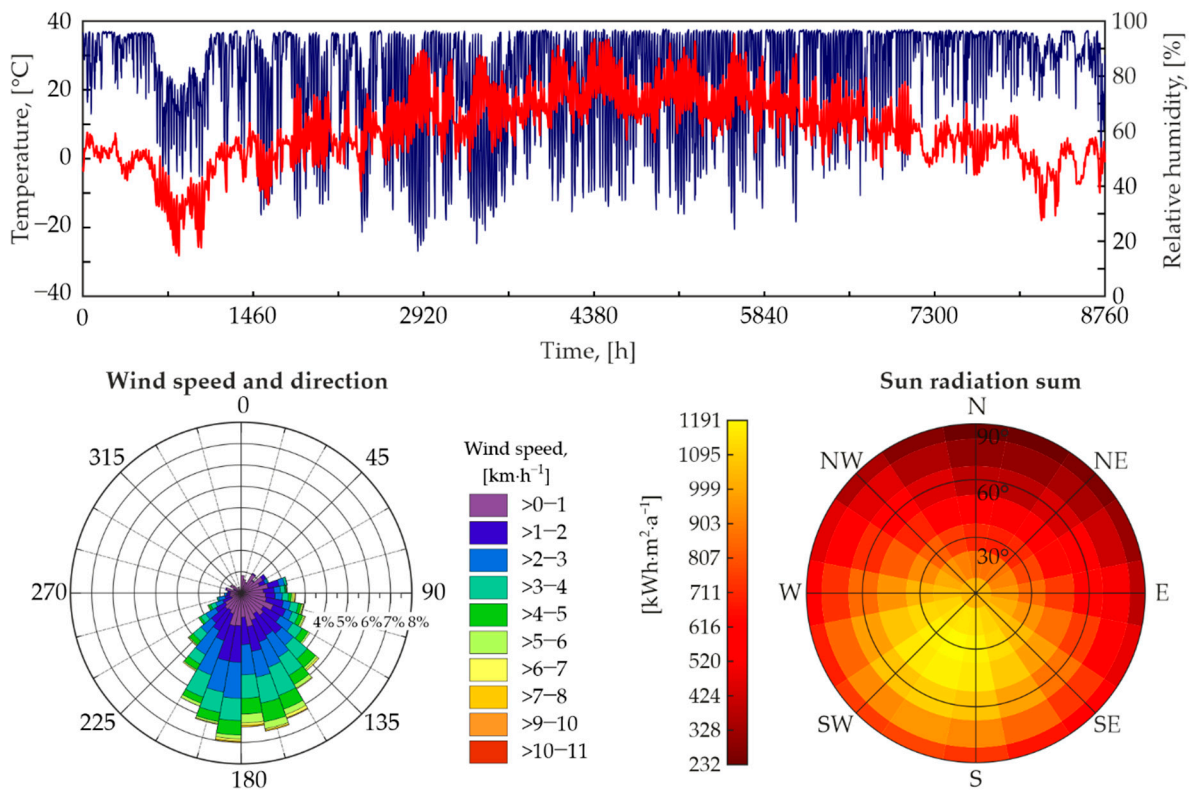 40
20
0
−20
−40
Temperature, [°C]
100
80
60
40
20
0
Relative humidity, [%]
0 1460 2920 4380 5840 7300 8760
Time, [h]
Wind speed and direction
0
315 45
270 90
4% 5% 6% 7% 8%
225 135
180
Wind speed,
[km·h⁻¹]
>0−1
>1−2
>2−3
>3−4
>4−5
>5−6
>6−7
>7−8
>9−10
>10−11
Sun radiation sum
[kWh·m²·a⁻¹]
1191
1095
999
903
807
711
616
520
424
328
232
N
90°
NW NE
60°
30°
W E
SW SE
S